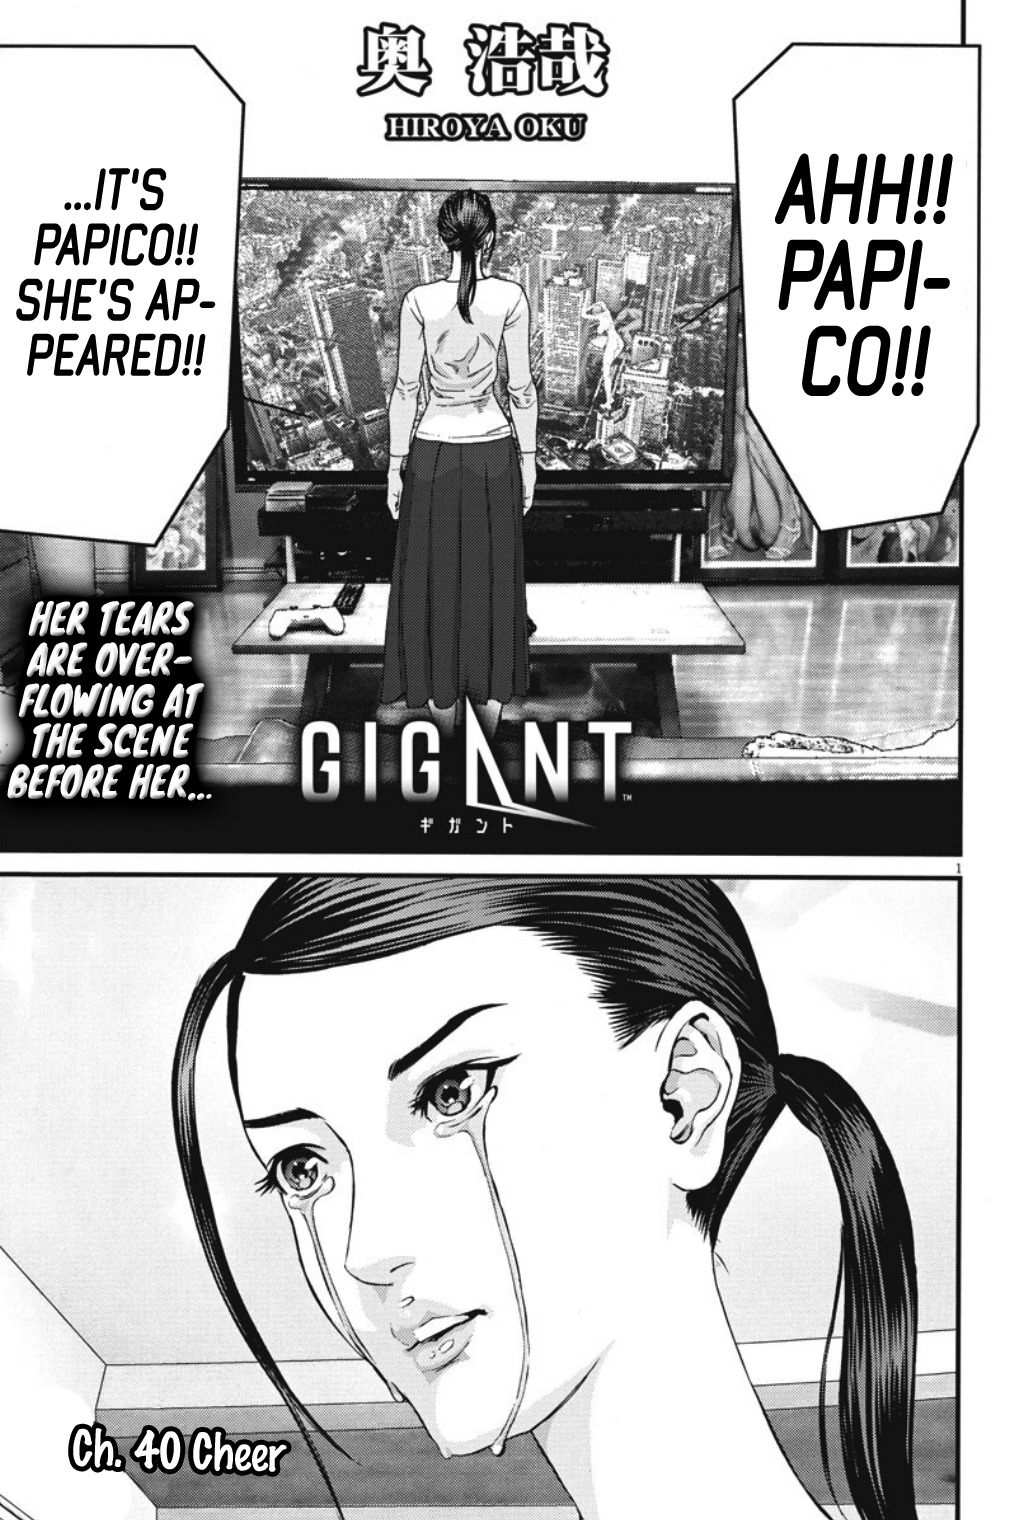 奥 浩哉
HIROYA OKU
AHH!!
PAPI-
CO!!
...IT'S
PAPICO!!
SHE'S AP-
PEARED!!
HER TEARS
ARE OVER-
FLOWING AT
THE SCENE
BEFORE HER...
GIGANT™
ギガント
1
Ch. 40 Cheer